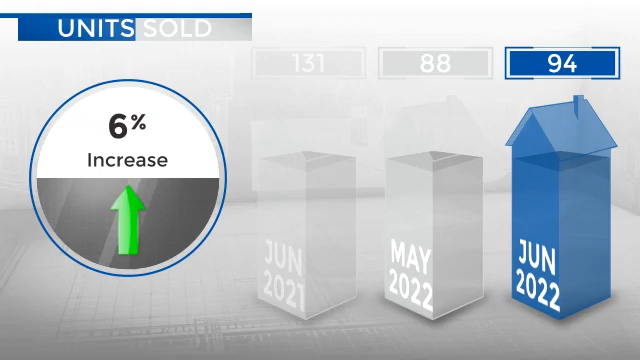 UNITS SOLD
131
88
94
6%
Increase
JUN
2021
MAY
2022
JUN
2022